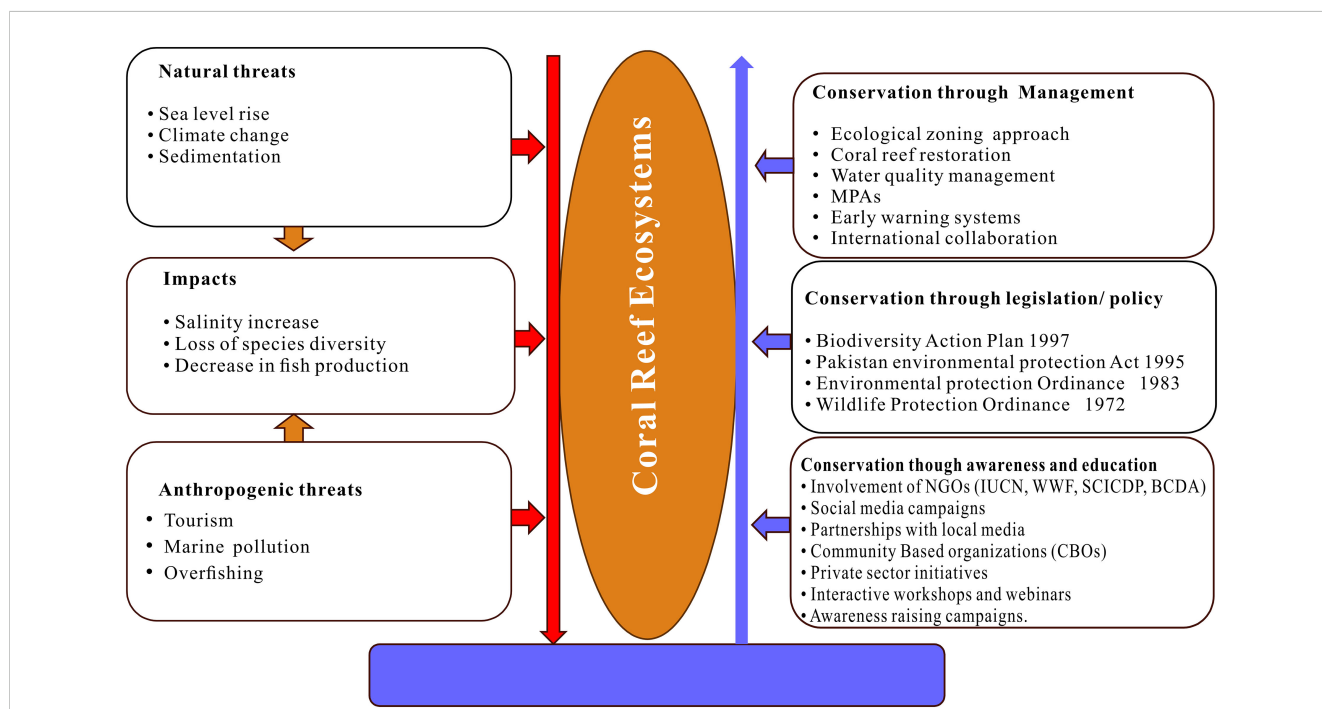 Natural threats
• Sea level rise
• Climate change
• Sedimentation
Impacts
• Salinity increase
• Loss of species diversity
• Decrease in fish production
Anthropogenic threats
• Tourism
• Marine pollution
• Overfishing
Coral Reef Ecosystems
Conservation through Management
• Ecological zoning approach
• Coral reef restoration
• Water quality management
• MPAs
• Early warning systems
• International collaboration
Conservation through legislation/ policy
• Biodiversity Action Plan 1997
• Pakistan environmental protection Act 1995
• Environmental protection Ordinance 1983
• Wildlife Protection Ordinance 1972
Conservation though awareness and education
• Involvement of NGOs (IUCN, WWF, SCICDP, BCDA)
• Social media campaigns
• Partnerships with local media
• Community Based organizations (CBOs)
• Private sector initiatives
• Interactive workshops and webinars
• Awareness raising campaigns.